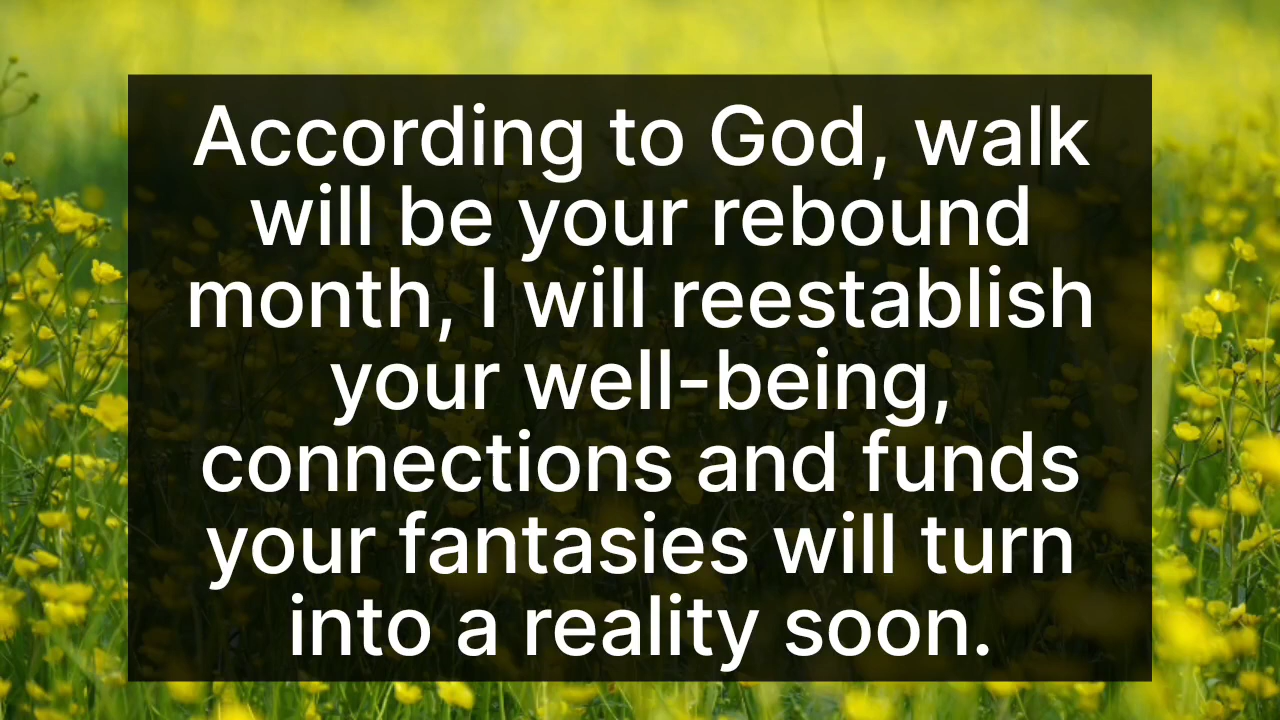 According to God, walk
will be your rebound
month, I will reestablish
your well-being,
connections and funds
your fantasies will turn
into a reality soon.